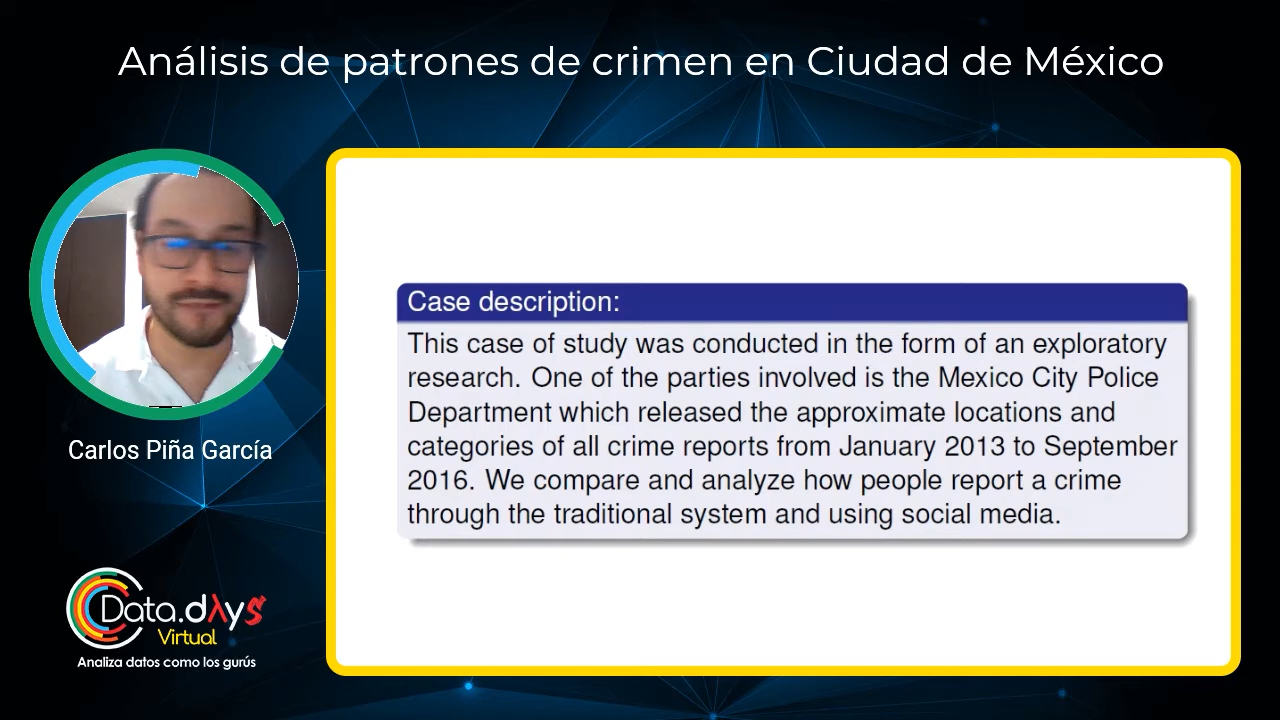 Análisis de patrones de crimen en Ciudad de México
Case description:
This case of study was conducted in the form of an exploratory
research. One of the parties involved is the Mexico City Police
Department which released the approximate locations and
categories of all crime reports from January 2013 to September
2016. We compare and analyze how people report a crime
through the traditional system and using social media.
Carlos Piña García
Data.dλys
Virtual
Analiza datos como los gurús